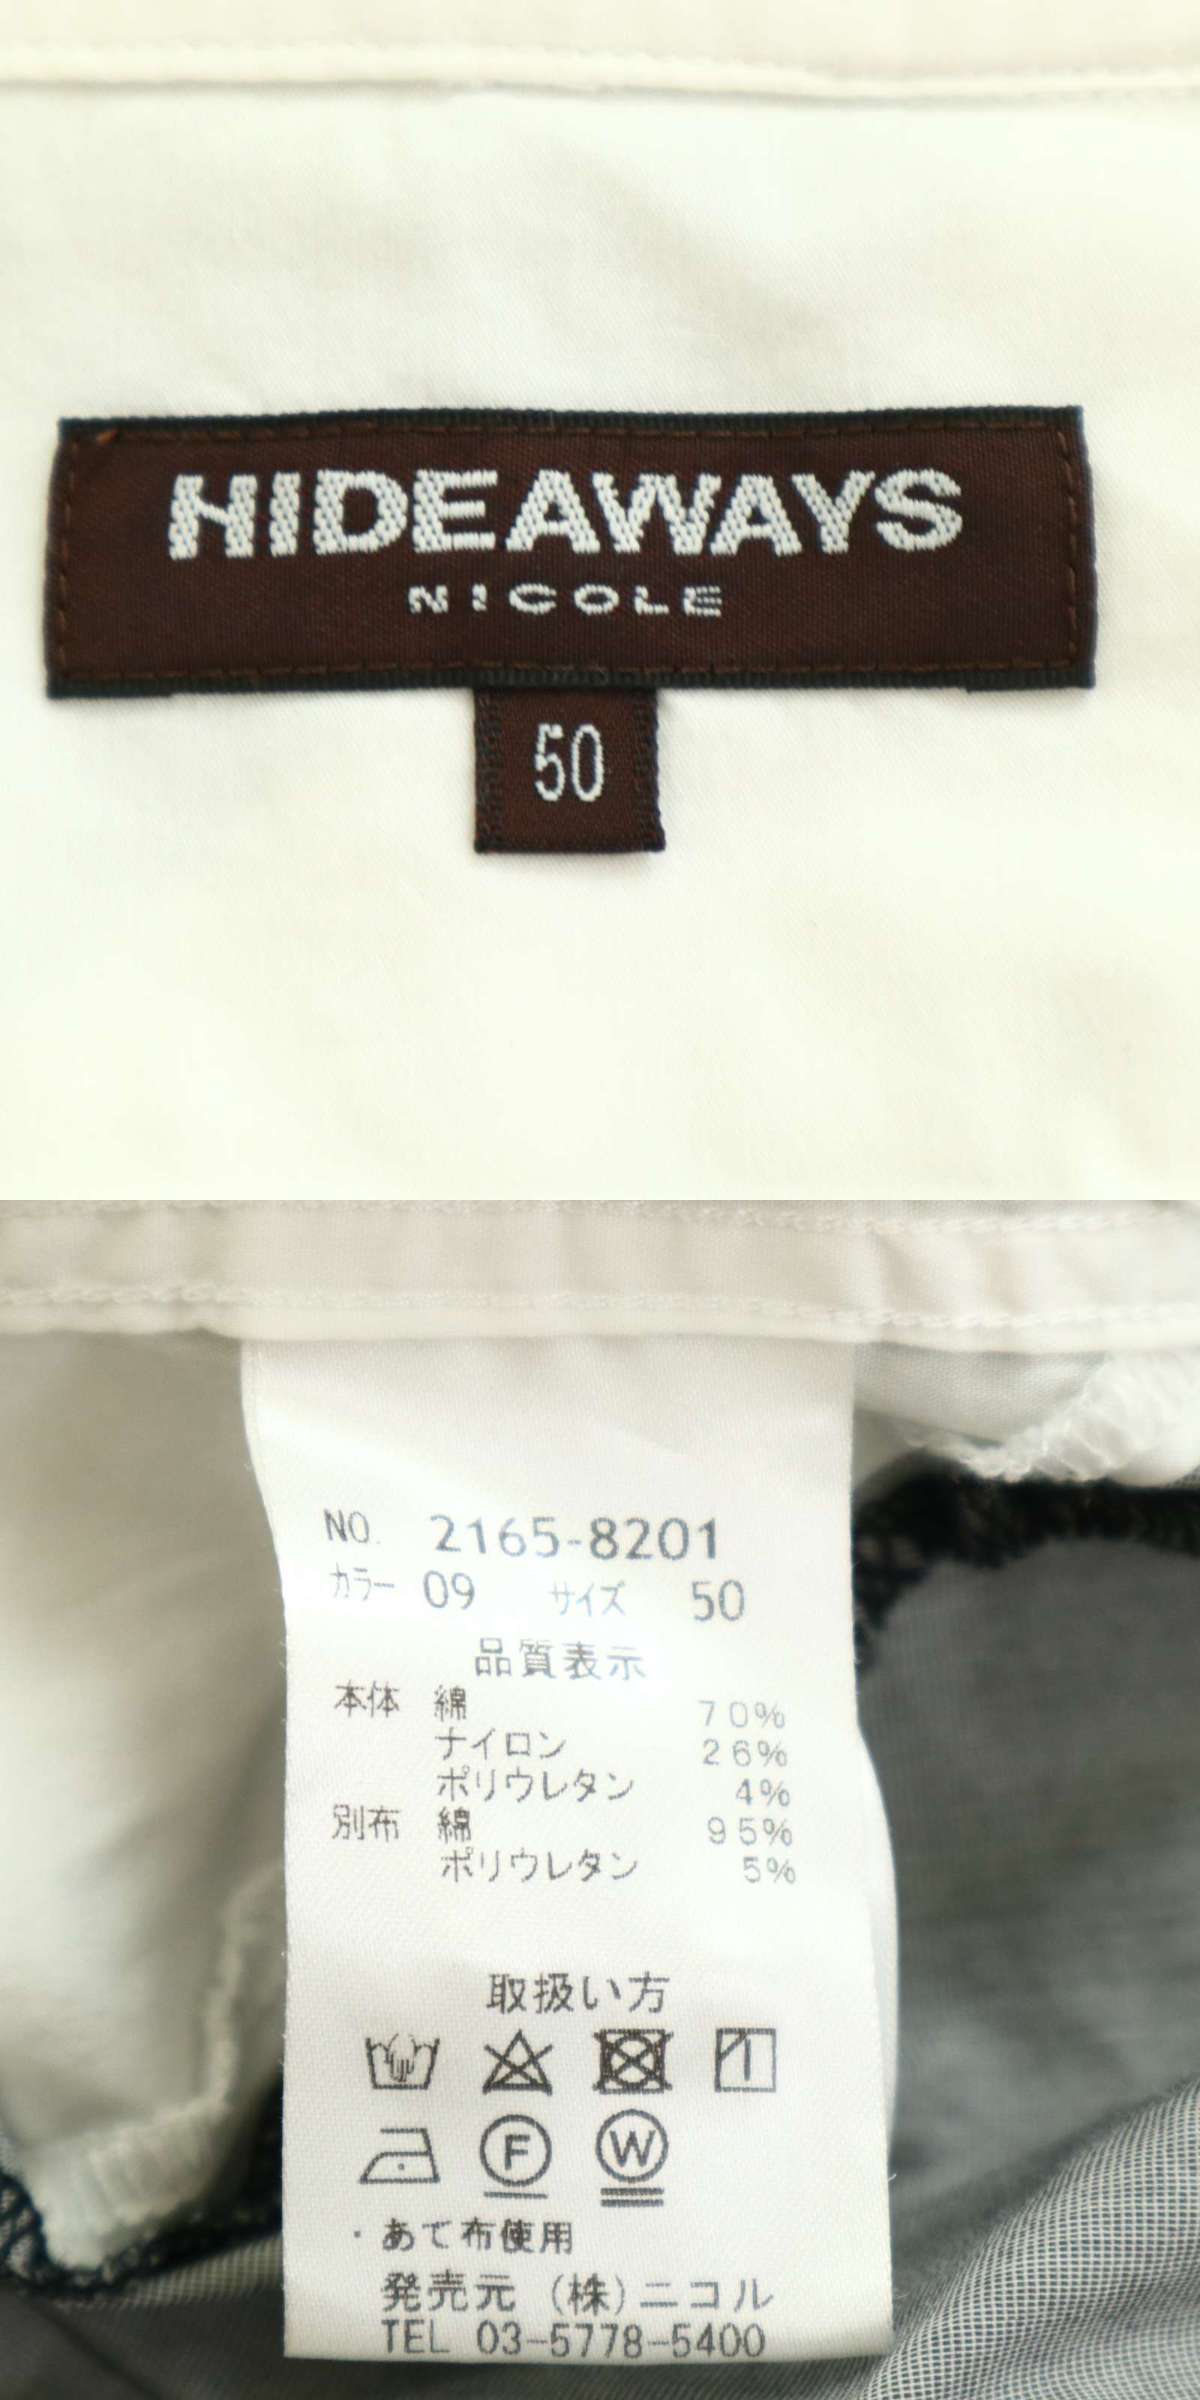 HIDEAWAYS
NICOLE
50
NO. 2165-8201
カラー 09 サイズ 50
品質表示
本体 綿 70%
ナイロン 26%
ポリウレタン 4%
別布 綿 95%
ポリウレタン 5%
取扱い方
F W
・あて布使用
発売元 (株)ニコル
TEL 03-5778-5400